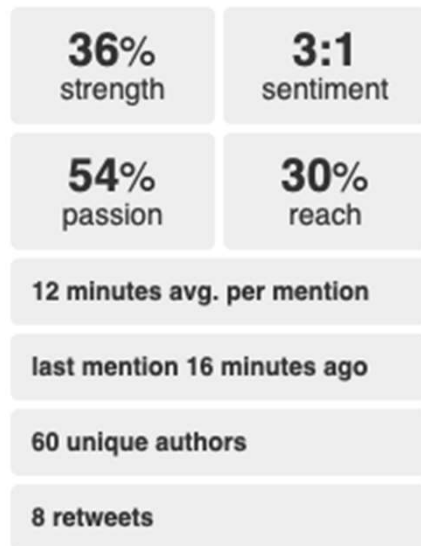 36%
3:1
strength
sentiment
54%
30%
passion
reach
12 minutes avg. per mention
last mention 16 minutes ago
60 unique authors
8 retweets